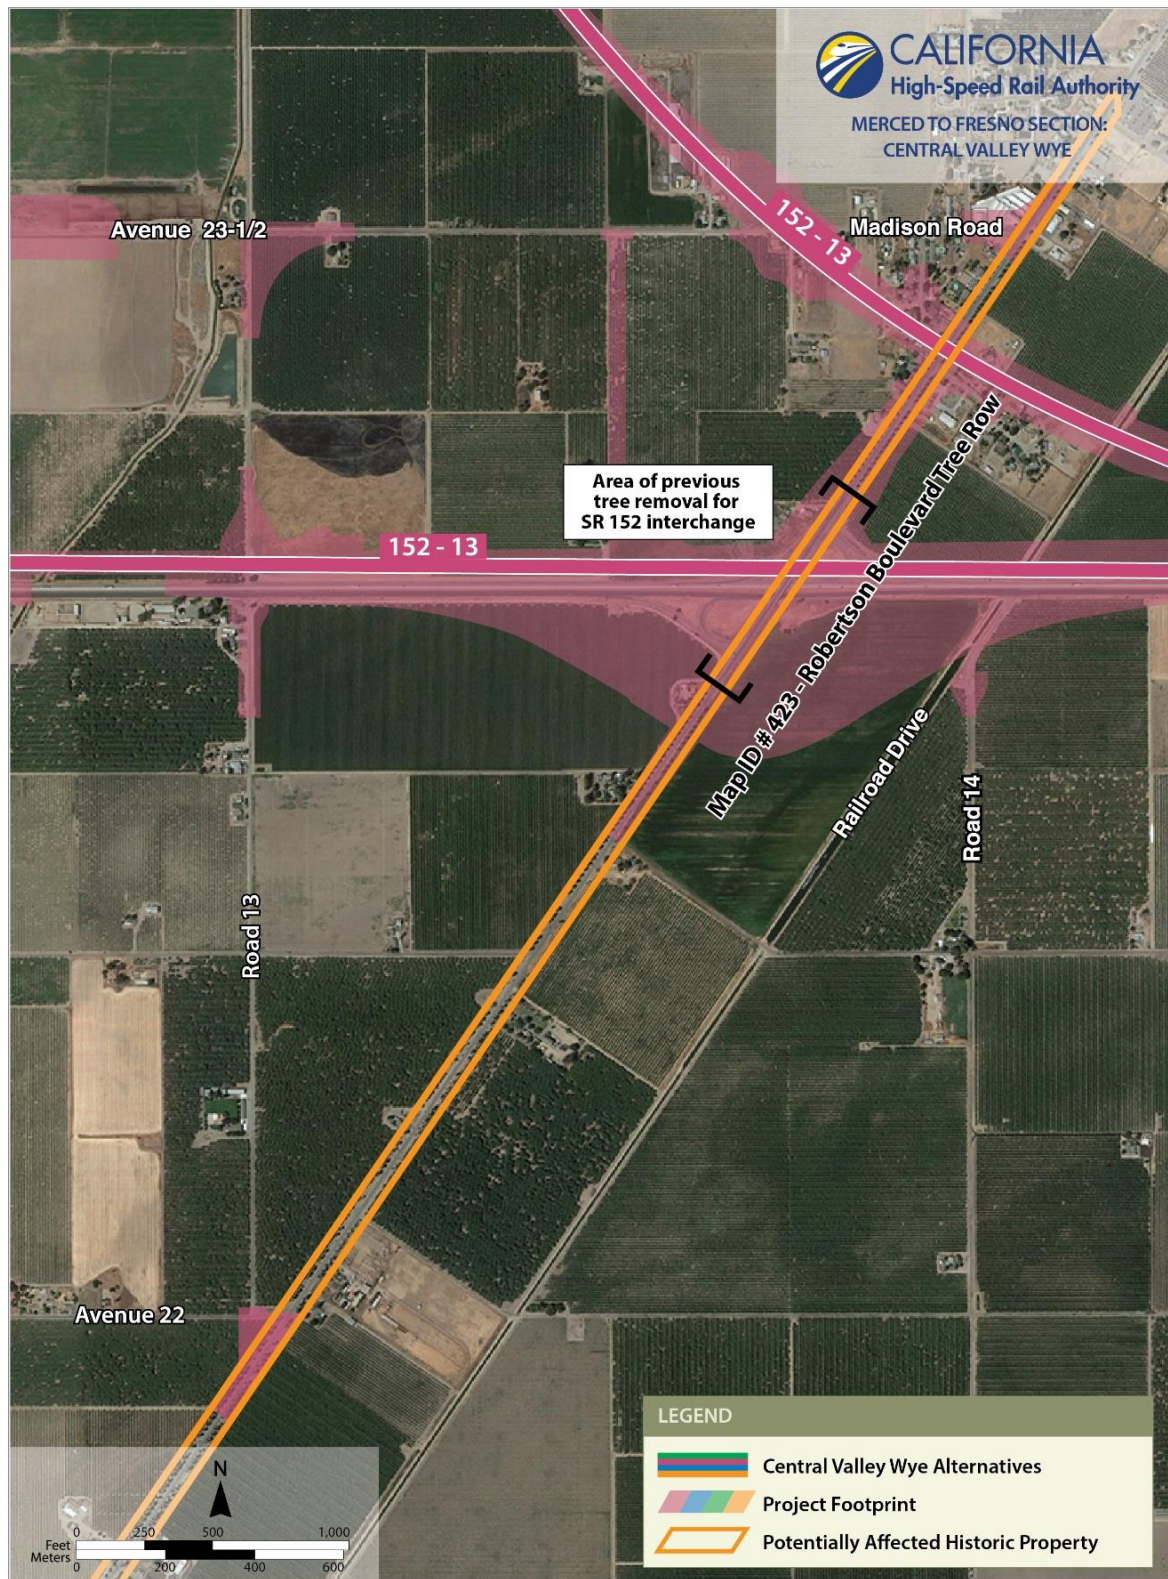 CALIFORNIA
High-Speed Rail Authority
MERCED TO FRESNO SECTION:
CENTRAL VALLEY WYE
Avenue 23-1/2
152 - 13
Madison Road
Area of previous
tree removal for
SR 152 interchange
152 - 13
Map ID # 423 - Robertson Boulevard Tree Row
Railroad Drive
Road 14
Road 13
Avenue 22
N
0 250 500 1,000
Feet
Meters
0 200 400 600
LEGEND
Central Valley Wye Alternatives
Project Footprint
Potentially Affected Historic Property